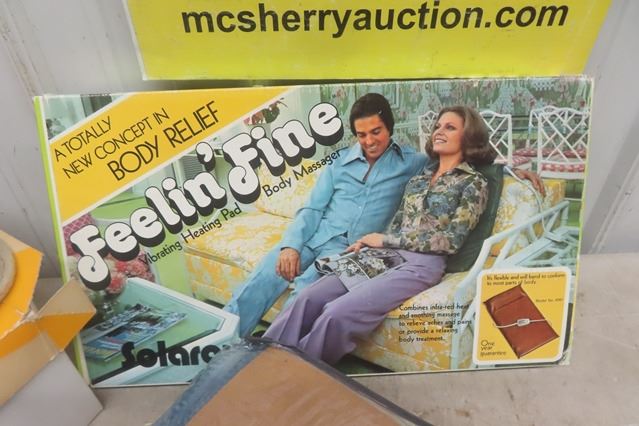 mcsherryauction.com
A TOTALLY
NEW CONCEPT IN
BODY RELIEF
Feelin' Fine
Vibrating Heating Pad Body Massager
Combines infra-red heat
and soothing massage
to relieve aches and pains
or provide a relaxing
body treatment.
It's flexible and will bend to conform
to most parts of body.
One
year
guarantee